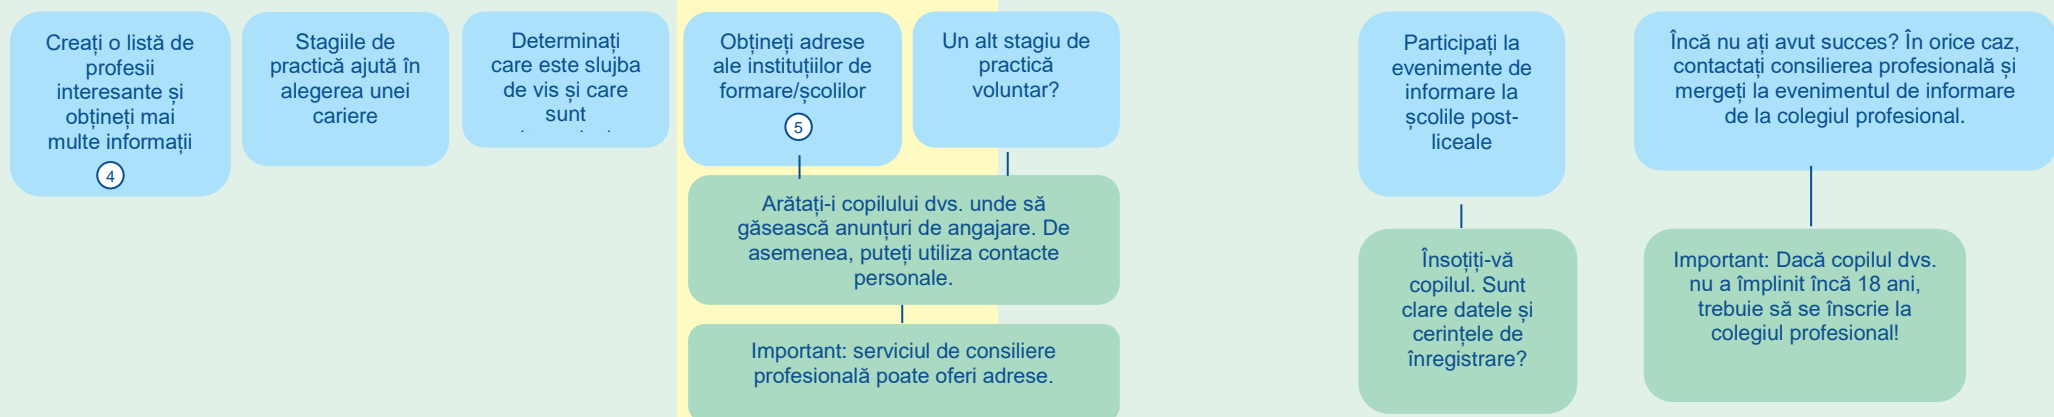 Creați o listă de
profesii
interesante și
obțineți mai
multe informații
4
Stagiile de
practică ajută în
alegerea unei
cariere
Determinați
care este slujba
de vis și care
sunt
Obțineți adrese
ale instituțiilor de
formare/școlilor
5
Un alt stagiu de
practică
voluntar?
Arătați-i copilului dvs. unde să
găsească anunțuri de angajare. De
asemenea, puteți utiliza contacte
personale.
Important: serviciul de consiliere
profesională poate oferi adrese.
Participați la
evenimente de
informare la
școlile post-
liceale
Însoțiți-vă
copilul. Sunt
clare datele și
cerințele de
înregistrare?
Încă nu ați avut succes? În orice caz,
contactați consilierea profesională și
mergeți la evenimentul de informare
de la colegiul profesional.
Important: Dacă copilul dvs.
nu a împlinit încă 18 ani,
trebuie să se înscrie la
colegiul profesional!